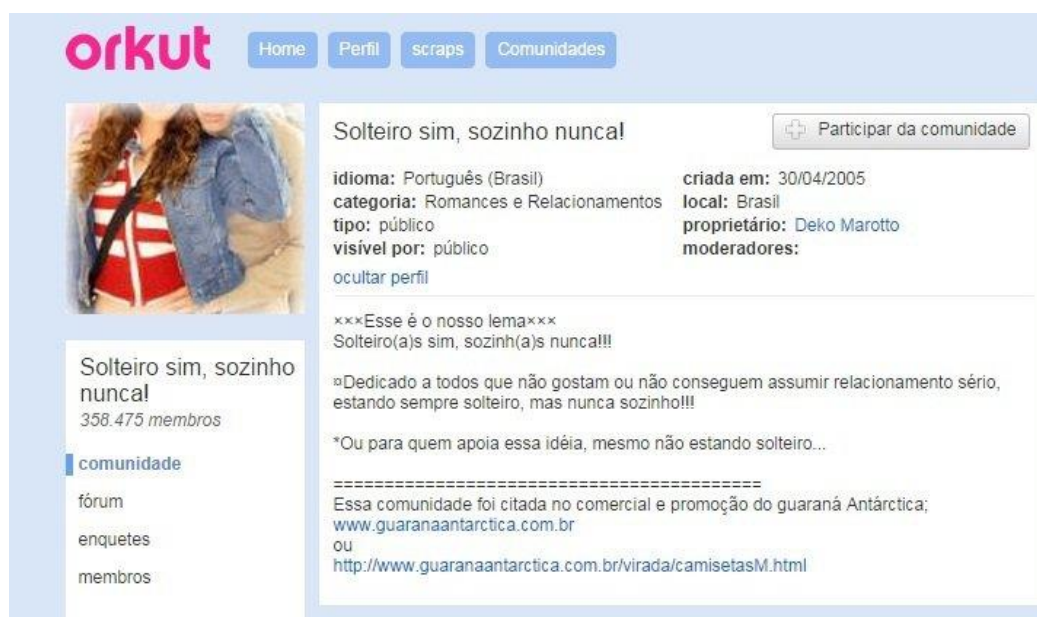 orkut
Home
Perfil
scraps
Comunidades
Solteiro sim, sozinho nunca!
Participar da comunidade
idioma: Português (Brasil)
categoria: Romances e Relacionamentos
tipo: público
visível por: público
ocultar perfil
criada em: 30/04/2005
local: Brasil
proprietário: Deko Marotto
moderadores:
×××Esse é o nosso lema×××
Solteiro(a)s sim, sozinh(a)s nunca!!!
¤Dedicado a todos que não gostam ou não conseguem assumir relacionamento sério,
estando sempre solteiro, mas nunca sozinho!!!
*Ou para quem apoia essa idéia, mesmo não estando solteiro...
==========================================
Essa comunidade foi citada no comercial e promoção do guaraná Antárctica;
www.guaranaantarctica.com.br
ou
http://www.guaranaantarctica.com.br/virada/camisetasM.html
Solteiro sim, sozinho
nunca!
358.475 membros
comunidade
fórum
enquetes
membros